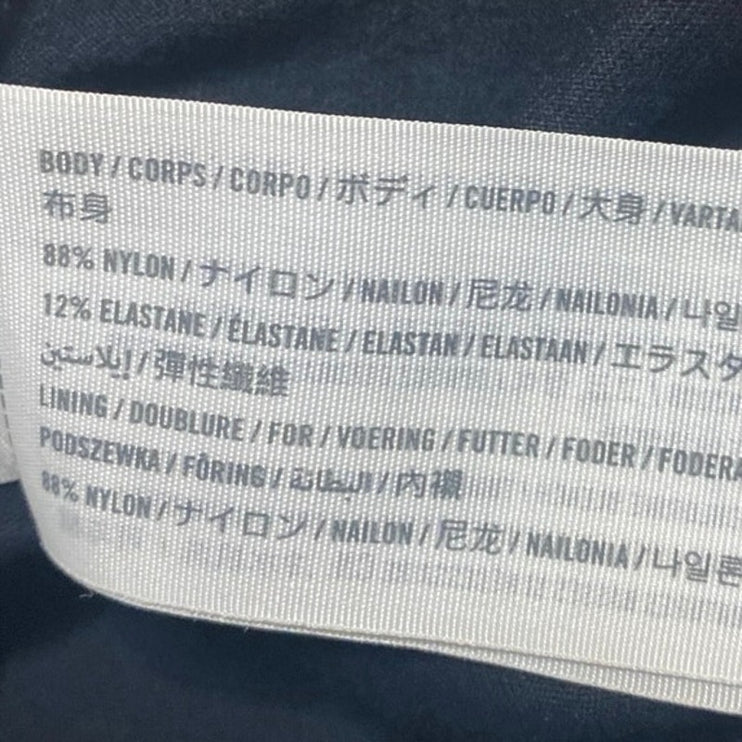 BODY / CORPS / CORPO / ボディ / CUERPO / 大身 / VARTA
布身
88% NYLON / ナイロン / NAILON / 尼龙 / NAILONIA / 나일
12% ELASTANE / ÉLASTANE / ELASTAN / ELASTAAN / エラスタ
إيلاستين / 彈性纖維
LINING / DOUBLURE / FOR / VOERING / FUTTER / FODER / FODERA
PODSZEWKA / FÔRING / البطانة / 內襯
88% NYLON / ナイロン / NAILON / 尼龙 / NAILONIA / 나일론